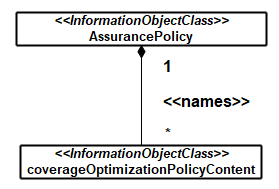 <<InformationObjectClass>>
AssurancePolicy
1
<<names>>
*
<<InformationObjectClass>>
coverageOptimizationPolicyContent